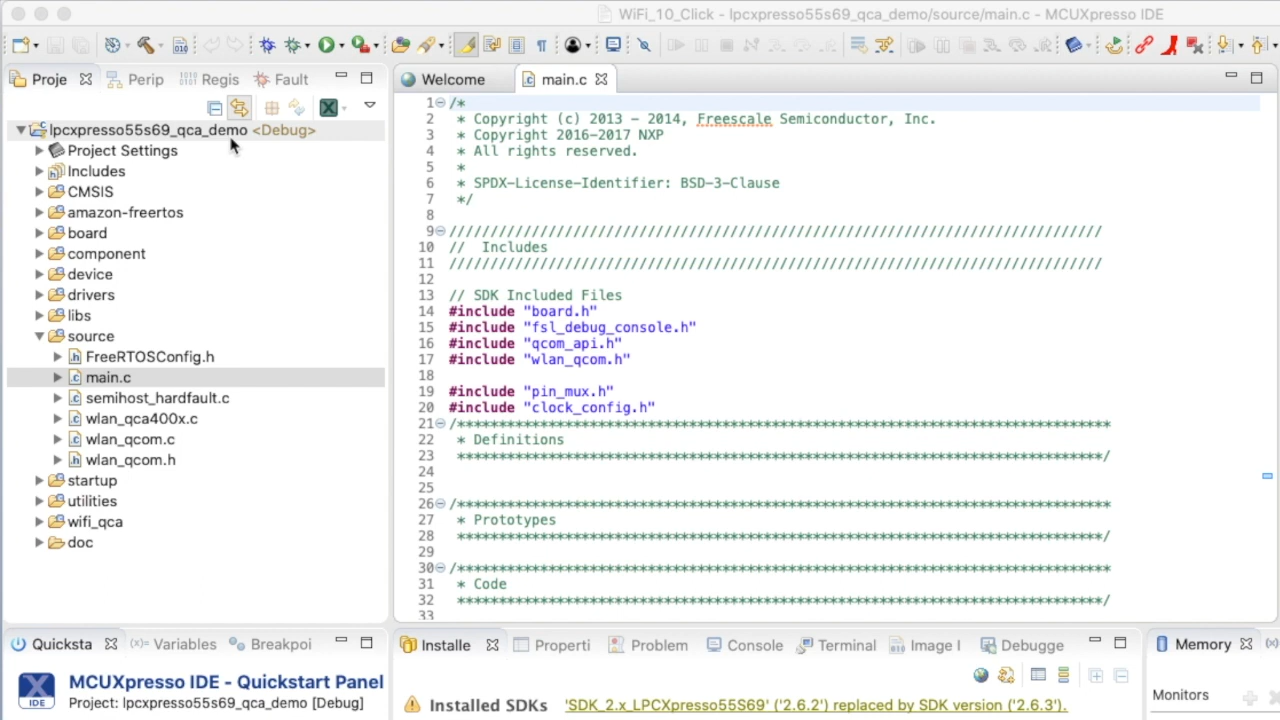 WiFi_10_Click - lpcxpresso55s69_qca_demo/source/main.c - MCUXpresso IDE
Proje
Perip
Regis
Fault
lpcxpresso55s69_qca_demo <Debug>
Project Settings
Includes
CMSIS
amazon-freertos
board
component
device
drivers
libs
source
FreeRTOSConfig.h
main.c
semihost_hardfault.c
wlan_qca400x.c
wlan_qcom.c
wlan_qcom.h
startup
utilities
wifi_qca
doc
Welcome
main.c
1 /*
2 * Copyright (c) 2013 - 2014, Freescale Semiconductor, Inc.
3 * Copyright 2016-2017 NXP
4 * All rights reserved.
5 *
6 * SPDX-License-Identifier: BSD-3-Clause
7 */
8
9 ////////////////////////////////////////////////////////////////////////////////
10 // Includes
11 ////////////////////////////////////////////////////////////////////////////////
12
13 // SDK Included Files
14 #include "board.h"
15 #include "fsl_debug_console.h"
16 #include "qcom_api.h"
17 #include "wlan_qcom.h"
18
19 #include "pin_mux.h"
20 #include "clock_config.h"
21 /*******************************************************************************
22 * Definitions
23 ******************************************************************************/
24
25
26 /*******************************************************************************
27 * Prototypes
28 ******************************************************************************/
29
30 /*******************************************************************************
31 * Code
32 ******************************************************************************/
33
Quicksta
(x)= Variables
Breakpoi
MCUXpresso IDE - Quickstart Panel
IDE
Project: lpcxpresso55s69_qca_demo [Debug]
Installe
Properti
Problem
Console
Terminal
Image I
Debugge
Installed SDKs
'SDK_2.x_LPCXpresso55S69' ('2.6.2') replaced by SDK version ('2.6.3').
Memory
Monitors